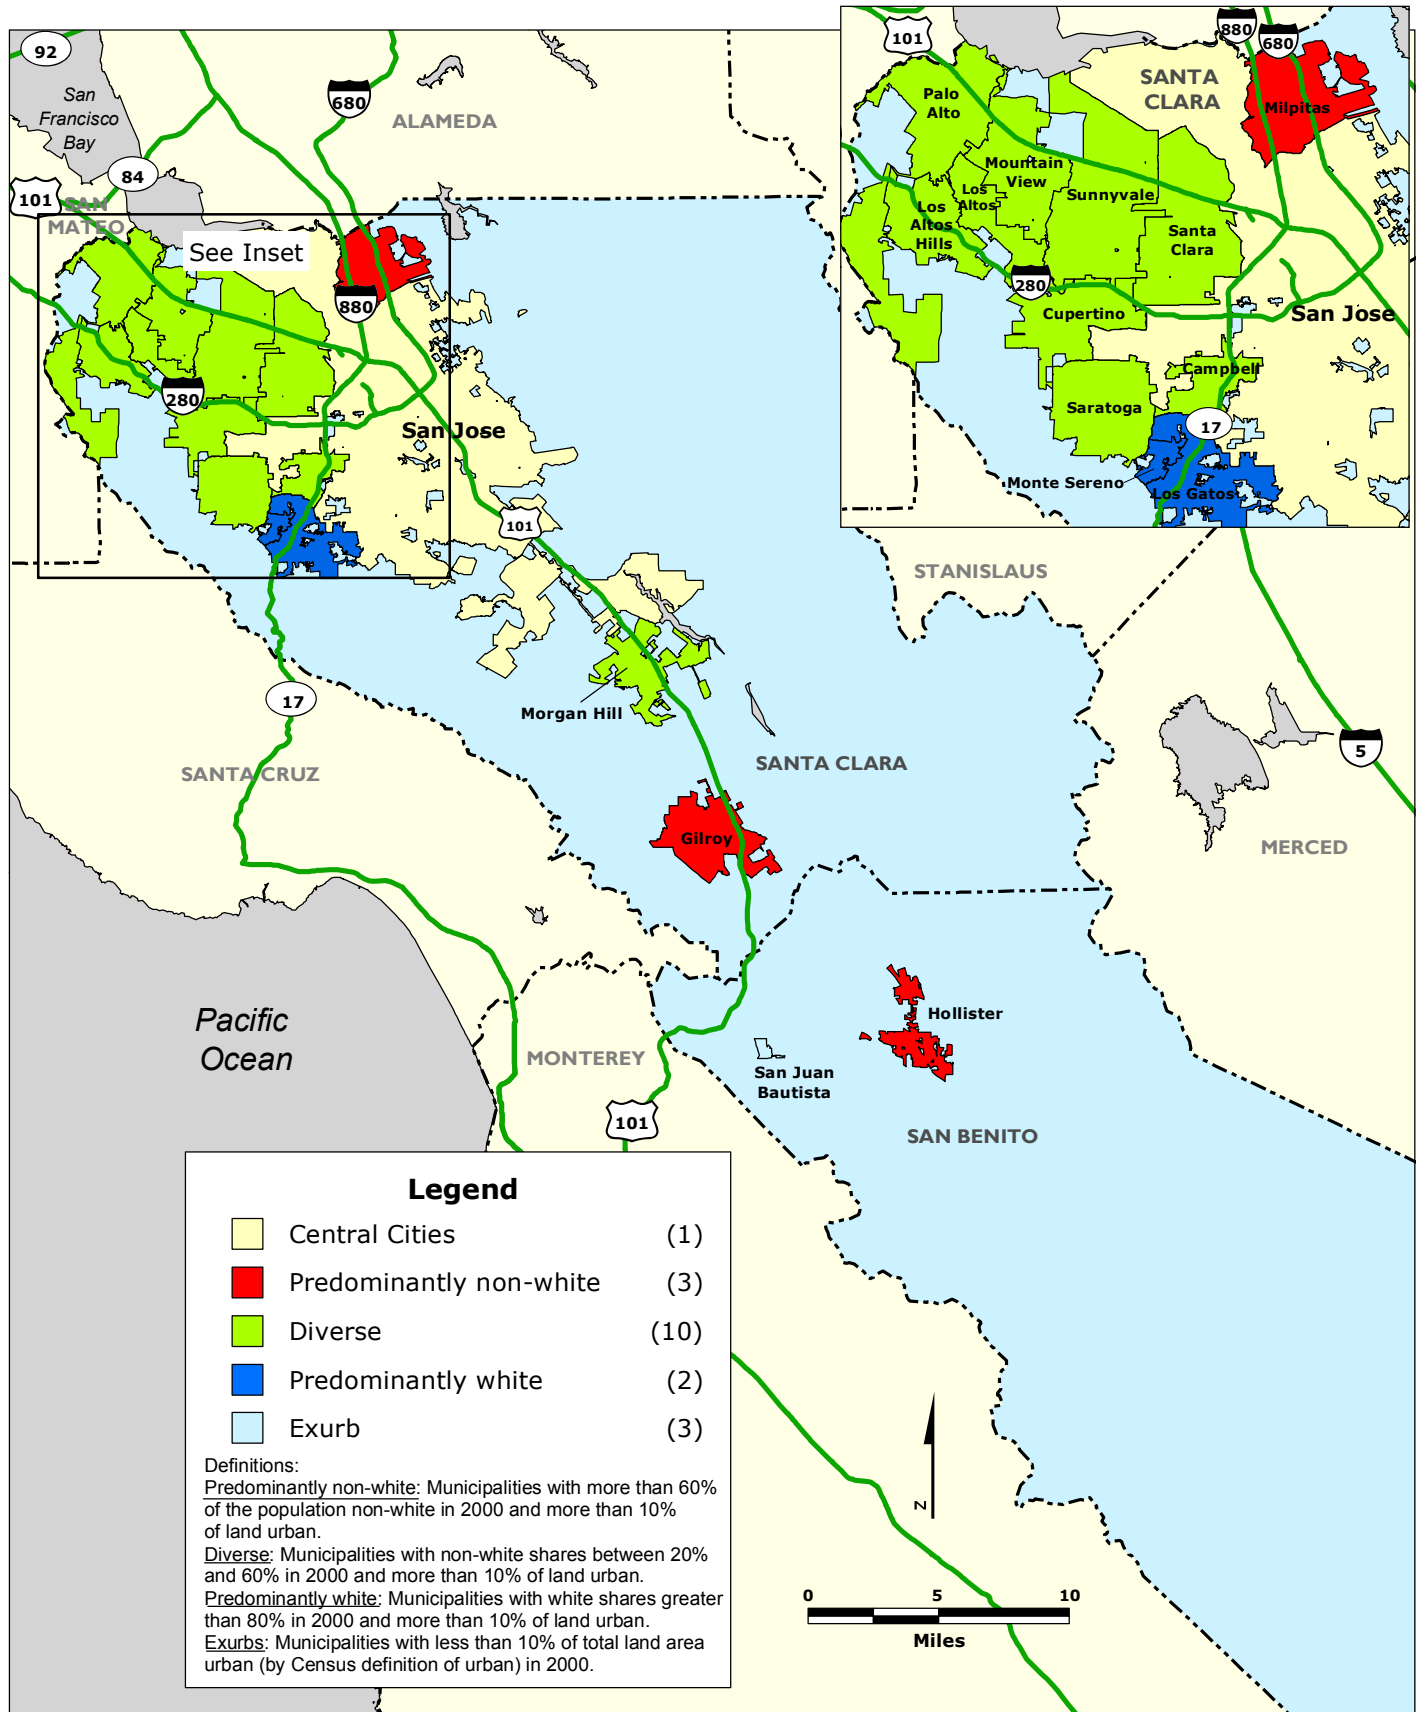 92
San
Francisco
Bay
680
ALAMEDA
84
101
SAN
MATEO
See Inset
880
280
San Jose
101
17
Morgan Hill
SANTA CRUZ
SANTA CLARA
Gilroy
STANISLAUS
5
MERCED
Hollister
San Juan
Bautista
SAN BENITO
MONTEREY
101
Pacific
Ocean
101
880
680
SANTA
CLARA
Milpitas
Palo
Alto
Mountain
View
Los
Altos
Sunnyvale
Los
Altos
Hills
Santa
Clara
280
Cupertino
San Jose
Campbell
Saratoga
17
Monte Sereno
Los Gatos
Legend
Central Cities (1)
Predominantly non-white (3)
Diverse (10)
Predominantly white (2)
Exurb (3)
Definitions:
Predominantly non-white: Municipalities with more than 60%
of the population non-white in 2000 and more than 10%
of land urban.
Diverse: Municipalities with non-white shares between 20%
and 60% in 2000 and more than 10% of land urban.
Predominantly white: Municipalities with white shares greater
than 80% in 2000 and more than 10% of land urban.
Exurbs: Municipalities with less than 10% of total land area
urban (by Census definition of urban) in 2000.
N
0 5 10
Miles